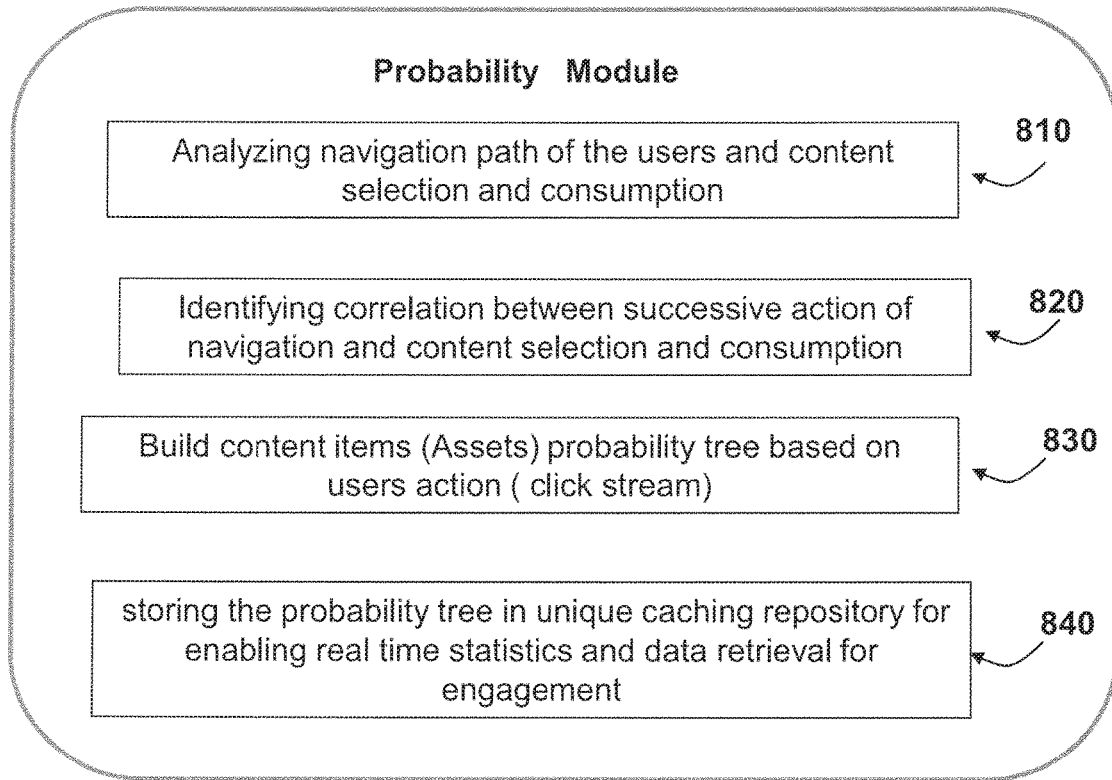 Probability Module
810
Analyzing navigation path of the users and content
selection and consumption
820
Identifying correlation between successive action of
navigation and content selection and consumption
830
Build content items (Assets) probability tree based on
users action ( click stream)
840
storing the probability tree in unique caching repository for
enabling real time statistics and data retrieval for
engagement